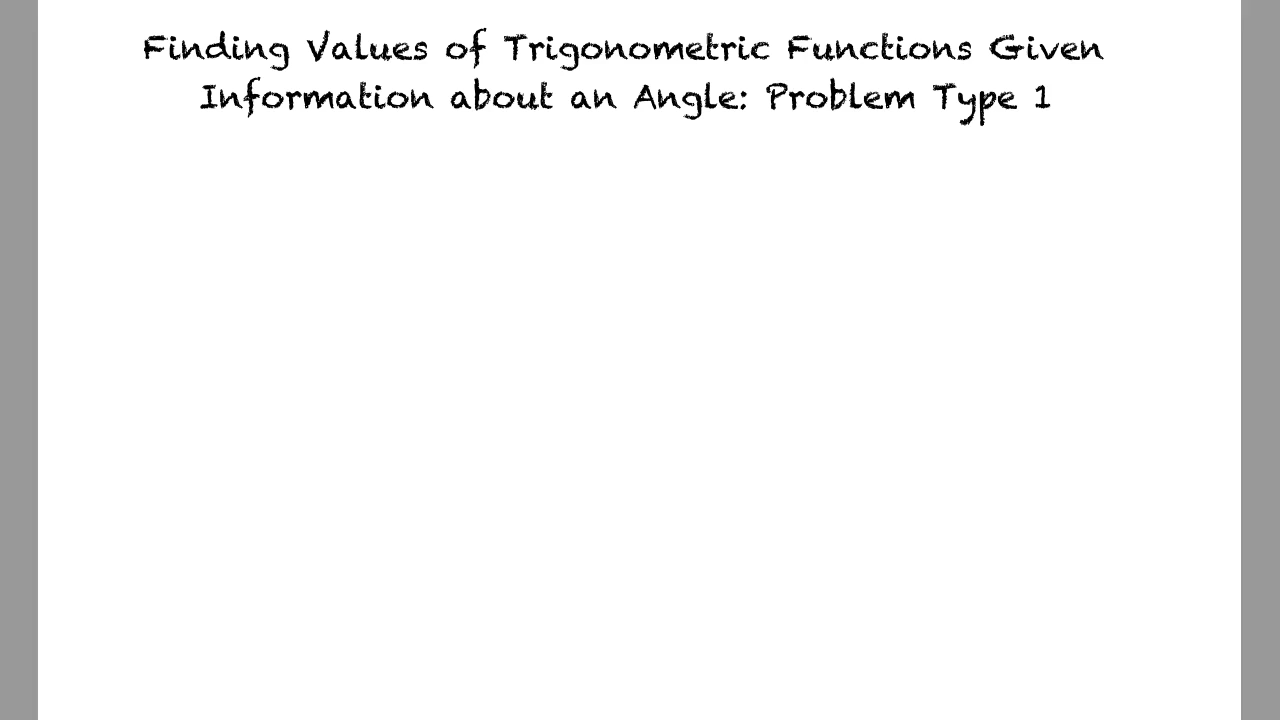 Finding Values of Trigonometric Functions Given
Information about an Angle: Problem Type 1